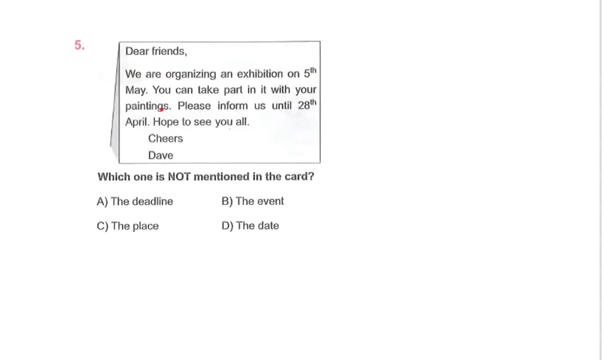 5.
Dear friends,
We are organizing an exhibition on 5th
May. You can take part in it with your
paintings. Please inform us until 28th
April. Hope to see you all.
Cheers
Dave
Which one is NOT mentioned in the card?
A) The deadline B) The event
C) The place D) The date